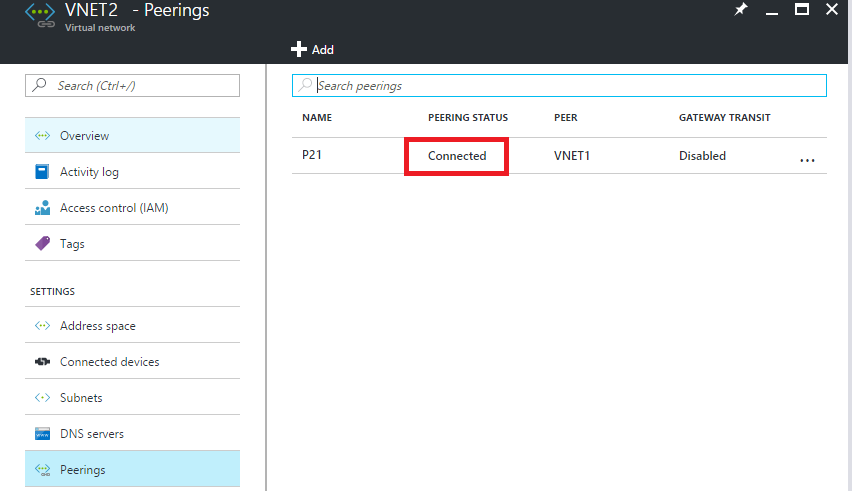 VNET2 - Peerings
Virtual network
Add
Search (Ctrl+/)
Overview
Activity log
Access control (IAM)
Tags
SETTINGS
Address space
Connected devices
Subnets
DNS servers
Peerings
Search peerings
NAME PEERING STATUS PEER GATEWAY TRANSIT
P21 Connected VNET1 Disabled ...